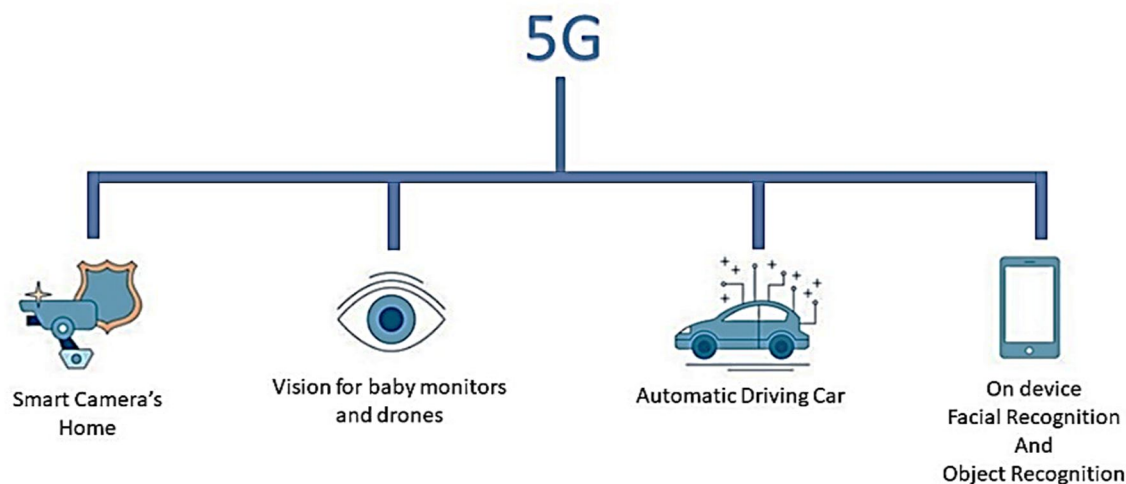 5G
Smart Camera's
Home
Vision for baby monitors
and drones
Automatic Driving Car
On device
Facial Recognition
And
Object Recognition